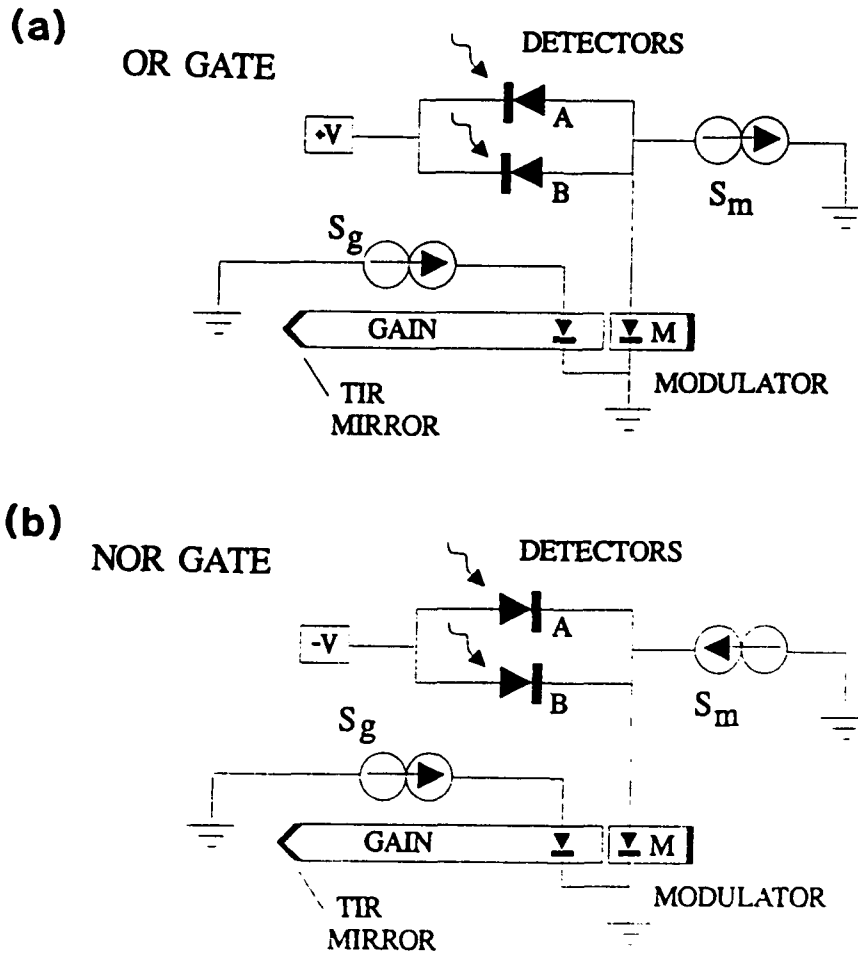 (a)
OR GATE
DETECTORS
A
+V
B
Sm
Sg
GAIN
M
MODULATOR
TIR
MIRROR
(b)
NOR GATE
DETECTORS
A
-V
B
Sm
Sg
GAIN
M
MODULATOR
TIR
MIRROR